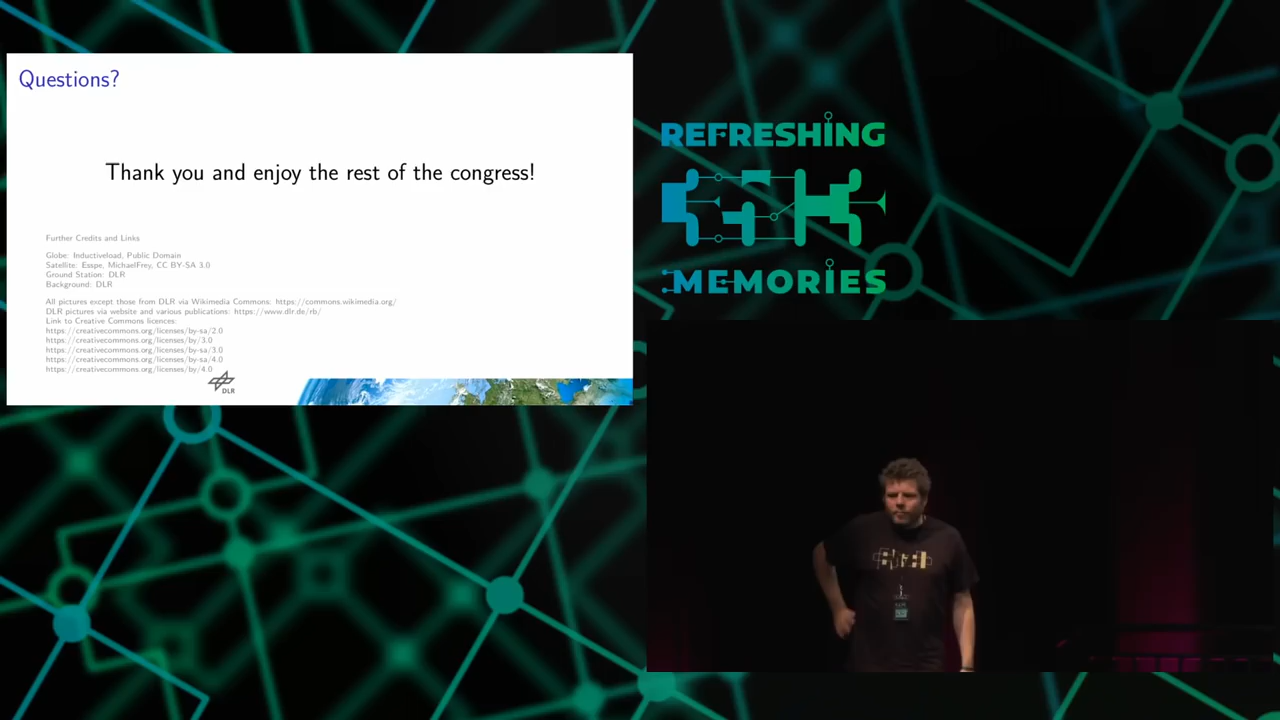 Questions?
Thank you and enjoy the rest of the congress!
Further Credits and Links
Globe: Inductiveload, Public Domain
Satellite: Esspe, MichaelFrey, CC BY-SA 3.0
Ground Station: DLR
Background: DLR
All pictures except those from DLR via Wikimedia Commons: https://commons.wikimedia.org/
DLR pictures via website and various publications: https://www.dlr.de/rb/
Link to Creative Commons licences:
https://creativecommons.org/licenses/by-sa/2.0
https://creativecommons.org/licenses/by/3.0
https://creativecommons.org/licenses/by-sa/3.0
https://creativecommons.org/licenses/by-sa/4.0
https://creativecommons.org/licenses/by/4.0
DLR
REFRESHING
MEMORIES